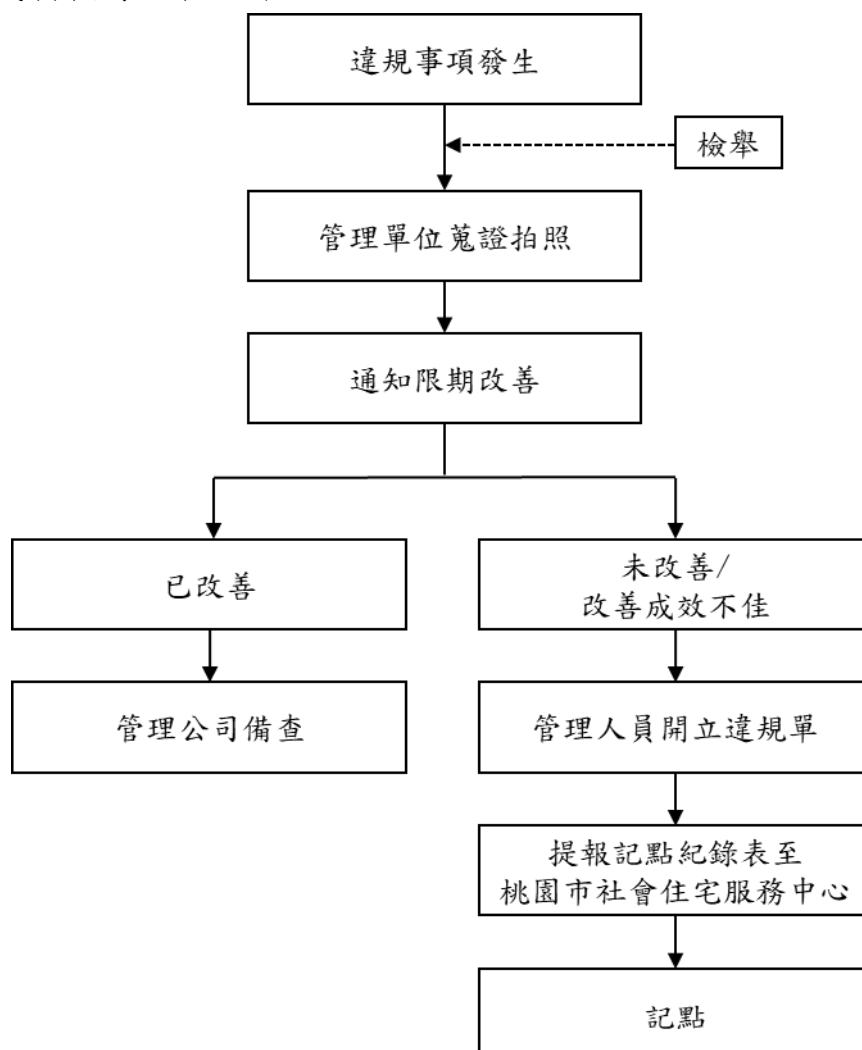 違規事項發生
檢舉
管理單位蒐證拍照
通知限期改善
已改善
未改善/
改善成效不佳
管理公司備查
管理人員開立違規單
提報記點紀錄表至
桃園市社會住宅服務中心
記點